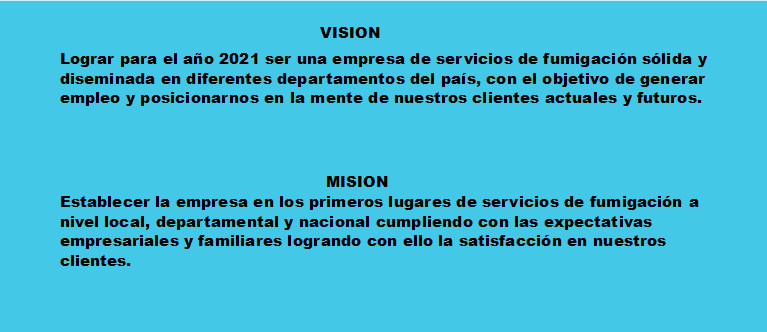 VISION
Lograr para el año 2021 ser una empresa de servicios de fumigación sólida y
diseminada en diferentes departamentos del país, con el objetivo de generar
empleo y posicionarnos en la mente de nuestros clientes actuales y futuros.
MISION
Establecer la empresa en los primeros lugares de servicios de fumigación a
nivel local, departamental y nacional cumpliendo con las expectativas
empresariales y familiares logrando con ello la satisfacción en nuestros
clientes.